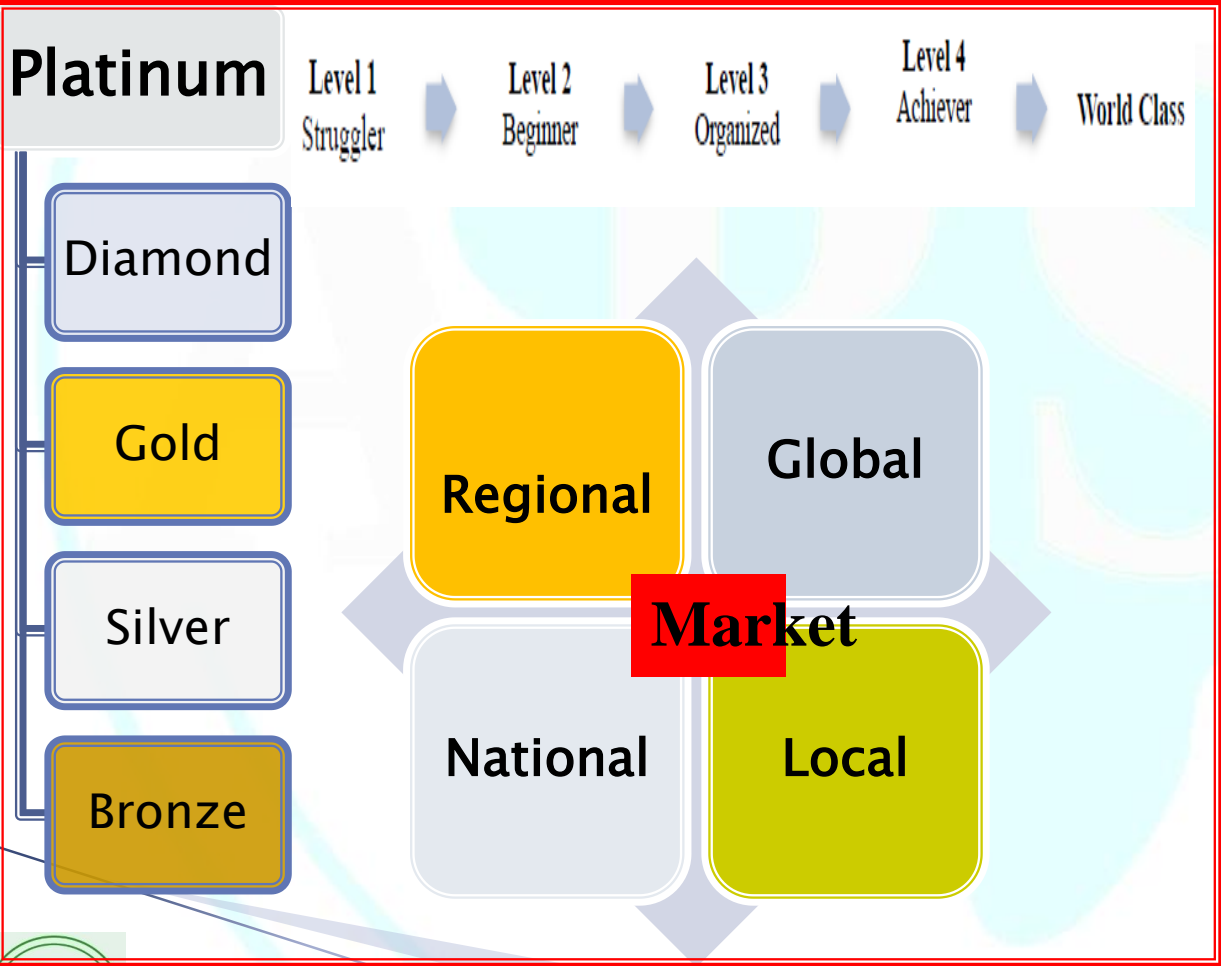 Platinum
Level 1
Struggler
Level 2
Beginner
Level 3
Organized
Level 4
Achiever
World Class
Diamond
Gold
Silver
Bronze
Regional
Global
Market
National
Local